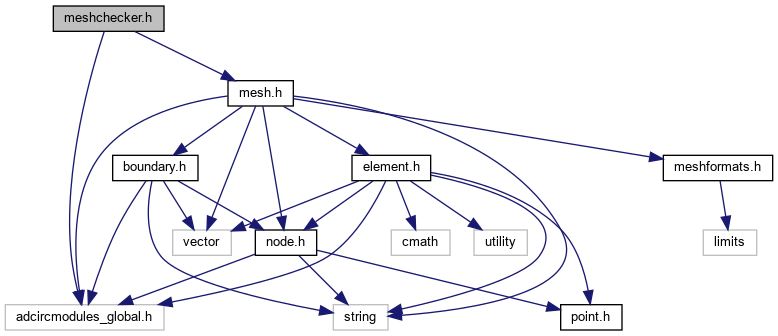 meshchecker.h
mesh.h
boundary.h
element.h
meshformats.h
vector
node.h
cmath
utility
limits
adcircmodules_global.h
string
point.h